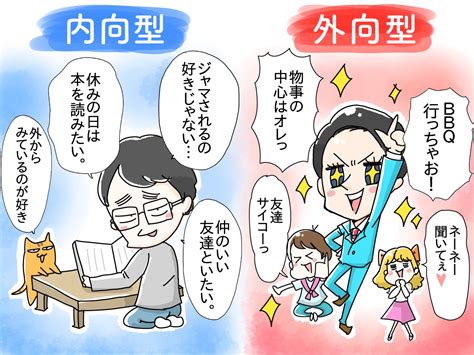 内向型
ジャマされるの
好きじゃない…
休みの日は
本を読みたい。
外から
みているのが好き
仲のいい
友達といたい。
外向型
BBQ
行っちゃお！
物事の
中心はオレっ
友達
サイコーっ
ネーネー
聞いてぇ♥